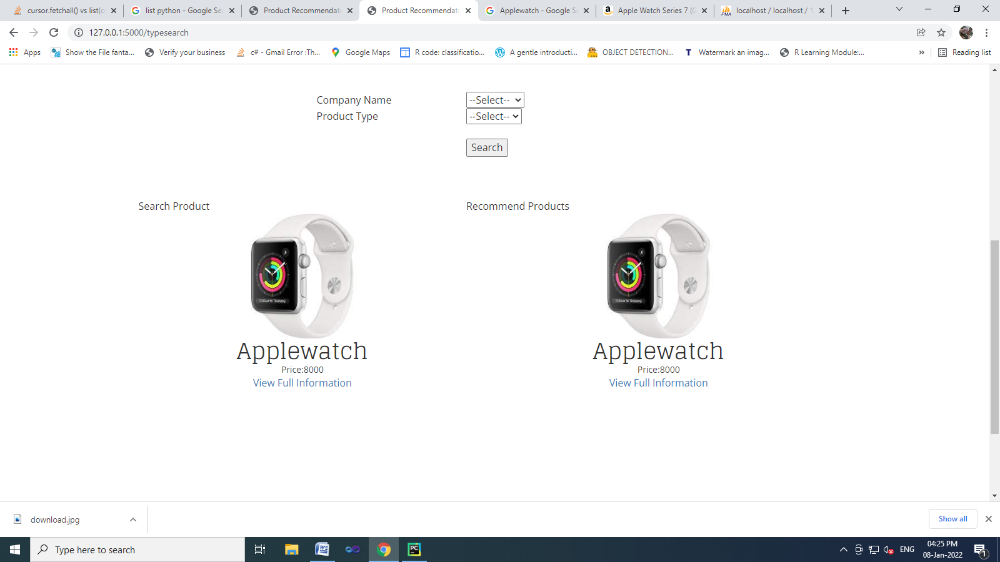 cursor.fetchall() vs list(c
list python - Google Se
Product Recommendat
Product Recommendat
Applewatch - Google S
Apple Watch Series 7 (G
localhost / localhost / 1
127.0.0.1:5000/typesearch
Apps
Show the File fanta...
Verify your business
c# - Gmail Error :Th...
Google Maps
R code: classificatio...
A gentle introducti...
OBJECT DETECTION...
Watermark an imag...
R Learning Module:...
»
Reading list
Company Name --Select--
Product Type --Select--
Search
Search Product
Recommend Products
Applewatch
Price:8000
View Full Information
Applewatch
Price:8000
View Full Information
download.jpg
Show all
Type here to search
ENG
04:25 PM
08-Jan-2022
1